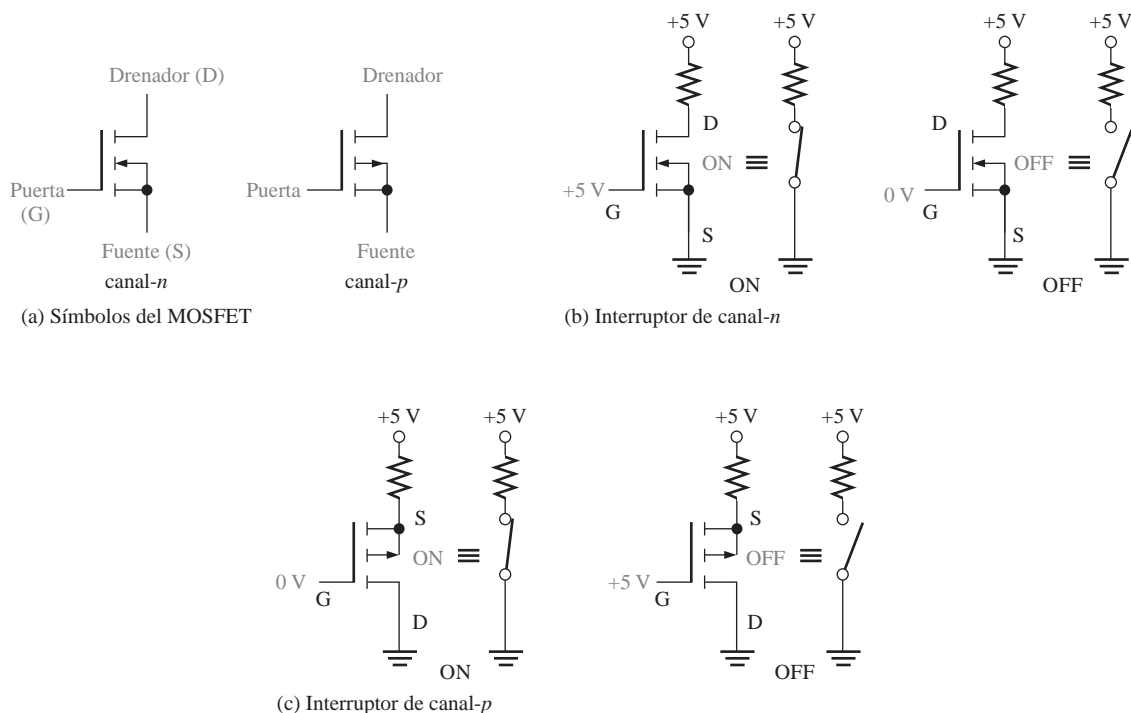 +5 V +5 V +5 V +5 V
Drenador (D) Drenador
D D
ON OFF
Puerta Puerta +5 V 0 V
(G) G G
S S
Fuente (S) Fuente
canal-n canal-p ON OFF
(a) Símbolos del MOSFET (b) Interruptor de canal-n
+5 V +5 V +5 V +5 V
S S
ON OFF
0 V +5 V
G G
D D
ON OFF
(c) Interruptor de canal-p